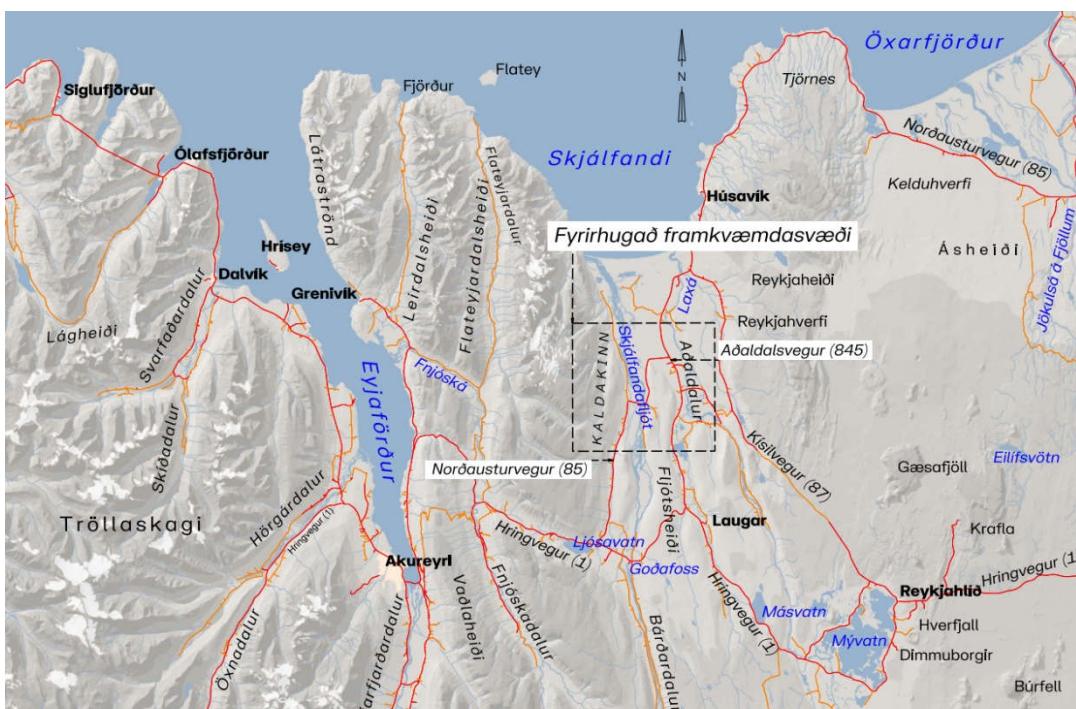 Öxarfjörður
Tjörnes
Flatey
Fjörður
N
Siglufjörður
Ólafsfjörður
Látraströnd
Leirdalsheiði
Flateyjardalsheiði
Flateyjardalur
Skjálfandi
Norðausturvegur (85)
Kelduhverfi
Húsavík
Fyrirhugað framkvæmdasvæði
Ásheiði
Jökulsá á Fjöllum
Hrísey
Dalvík
Grenivík
Laxá
Reykjaheiði
Reykjahverfi
Lágheiði
Svarfaðardalur
Fnjóská
Skjálfandafljót
KALDAKINN
Aðaldalur
Aðaldalsvegur (845)
Eyjafjörður
Skíðadalur
Norðausturvegur (85)
Kísilvegur (87)
Gæsafjöll
Eilífsvötn
Tröllaskagi
Hörgárdalur
Hringvegur (1)
Fljótsheiði
Laugar
Krafla
Ljósavatn
Hringvegur (1)
Goðafoss
Akureyri
Reykjahlíð
Hringvegur (1
Vaðlaheiði
Fnjóskadalur
Másvatn
Hringvegur (1)
Mývatn
Hverfjall
Dimmuborgir
Öxnadalur
arfjarðardalur
Bárðardalur
Búrfell